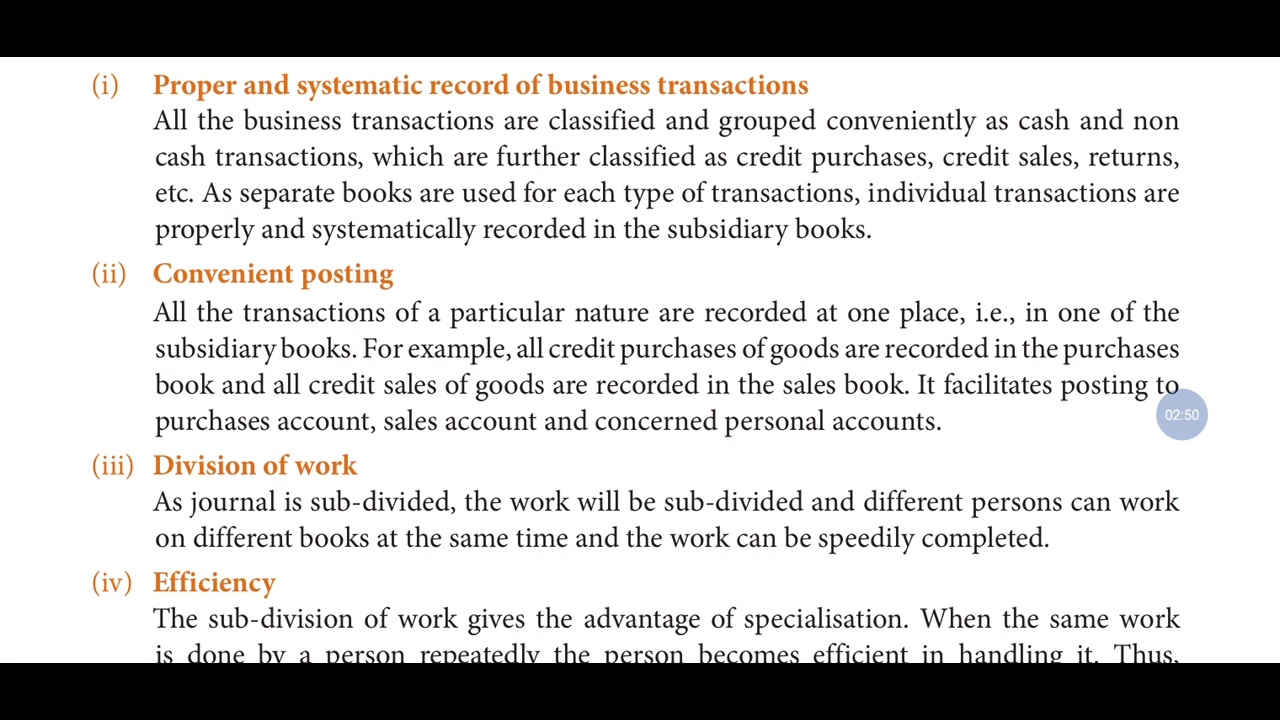 (i) Proper and systematic record of business transactions
All the business transactions are classified and grouped conveniently as cash and non
cash transactions, which are further classified as credit purchases, credit sales, returns,
etc. As separate books are used for each type of transactions, individual transactions are
properly and systematically recorded in the subsidiary books.
(ii) Convenient posting
All the transactions of a particular nature are recorded at one place, i.e., in one of the
subsidiary books. For example, all credit purchases of goods are recorded in the purchases
book and all credit sales of goods are recorded in the sales book. It facilitates posting to
02:50
purchases account, sales account and concerned personal accounts.
(iii) Division of work
As journal is sub-divided, the work will be sub-divided and different persons can work
on different books at the same time and the work can be speedily completed.
(iv) Efficiency
The sub-division of work gives the advantage of specialisation. When the same work
is done by a person repeatedly the person becomes efficient in handling it. Thus,